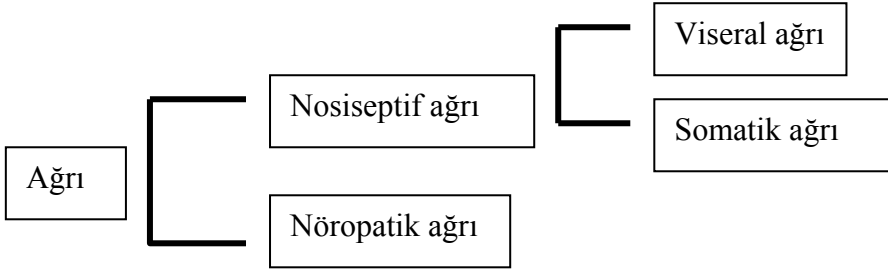 Viseral ağrı
Nosiseptif ağrı
Somatik ağrı
Ağrı
Nöropatik ağrı